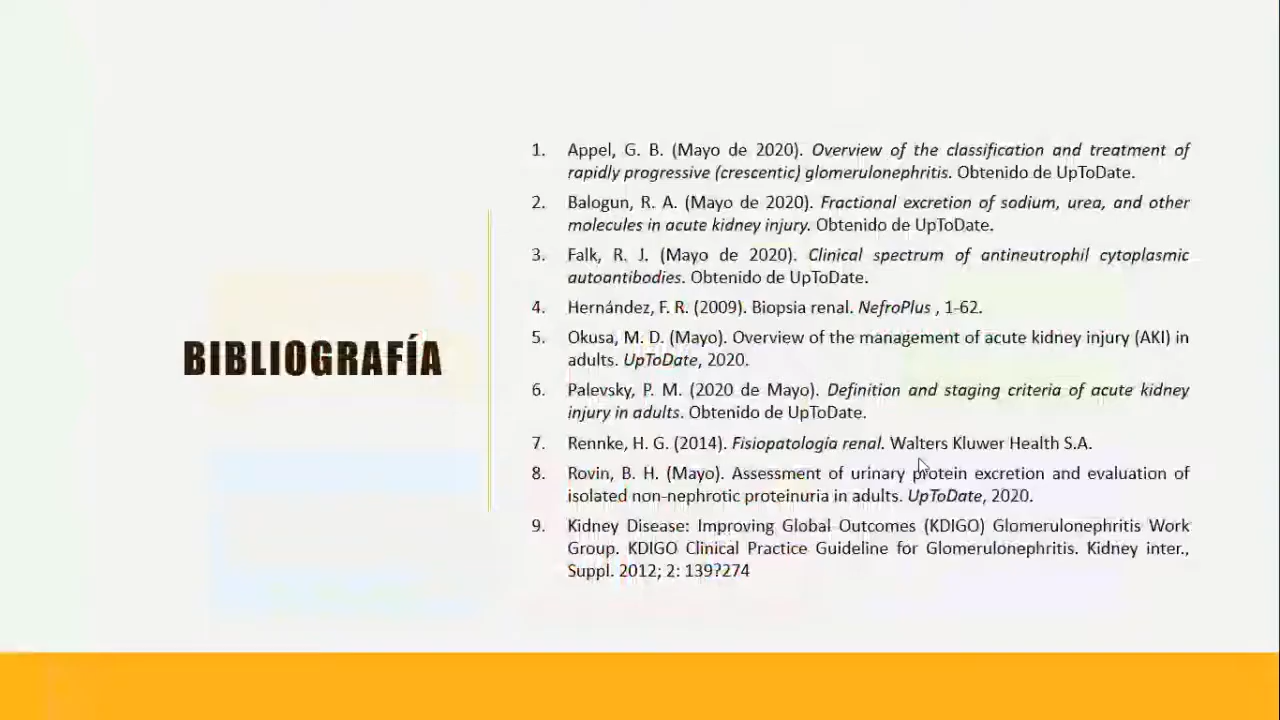 BIBLIOGRAFÍA
1. Appel, G. B. (Mayo de 2020). Overview of the classification and treatment of
rapidly progressive (crescentic) glomerulonephritis. Obtenido de UpToDate.
2. Balogun, R. A. (Mayo de 2020). Fractional excretion of sodium, urea, and other
molecules in acute kidney injury. Obtenido de UpToDate.
3. Falk, R. J. (Mayo de 2020). Clinical spectrum of antineutrophil cytoplasmic
autoantibodies. Obtenido de UpToDate.
4. Hernández, F. R. (2009). Biopsia renal. NefroPlus , 1-62.
5. Okusa, M. D. (Mayo). Overview of the management of acute kidney injury (AKI) in
adults. UpToDate, 2020.
6. Palevsky, P. M. (2020 de Mayo). Definition and staging criteria of acute kidney
injury in adults. Obtenido de UpToDate.
7. Rennke, H. G. (2014). Fisiopatología renal. Walters Kluwer Health S.A.
8. Rovin, B. H. (Mayo). Assessment of urinary protein excretion and evaluation of
isolated non-nephrotic proteinuria in adults. UpToDate, 2020.
9. Kidney Disease: Improving Global Outcomes (KDIGO) Glomerulonephritis Work
Group. KDIGO Clinical Practice Guideline for Glomerulonephritis. Kidney inter.,
Suppl. 2012; 2: 139?274